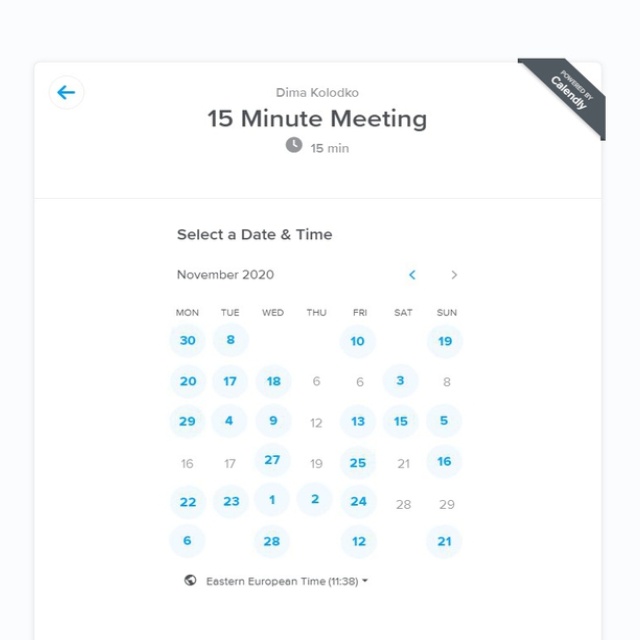 POWERED BY
Calendly
Dima Kolodko
15 Minute Meeting
15 min
Select a Date & Time
November 2020
MON TUE WED THU FRI SAT SUN
30 8 10 19
20 17 18 6 6 3 8
29 4 9 12 13 15 5
16 17 27 19 25 21 16
22 23 1 2 24 28 29
6 28 12 21
Eastern European Time (11:38)